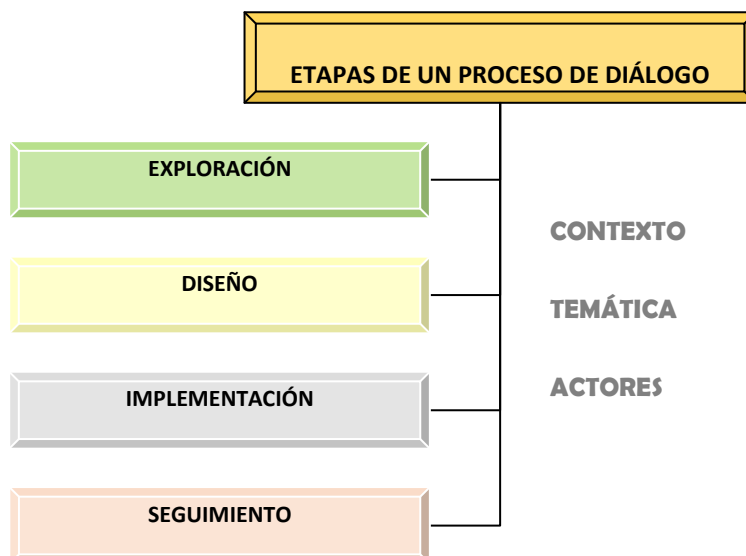 ETAPAS DE UN PROCESO DE DIÁLOGO
EXPLORACIÓN
DISEÑO
IMPLEMENTACIÓN
SEGUIMIENTO
CONTEXTO
TEMÁTICA
ACTORES